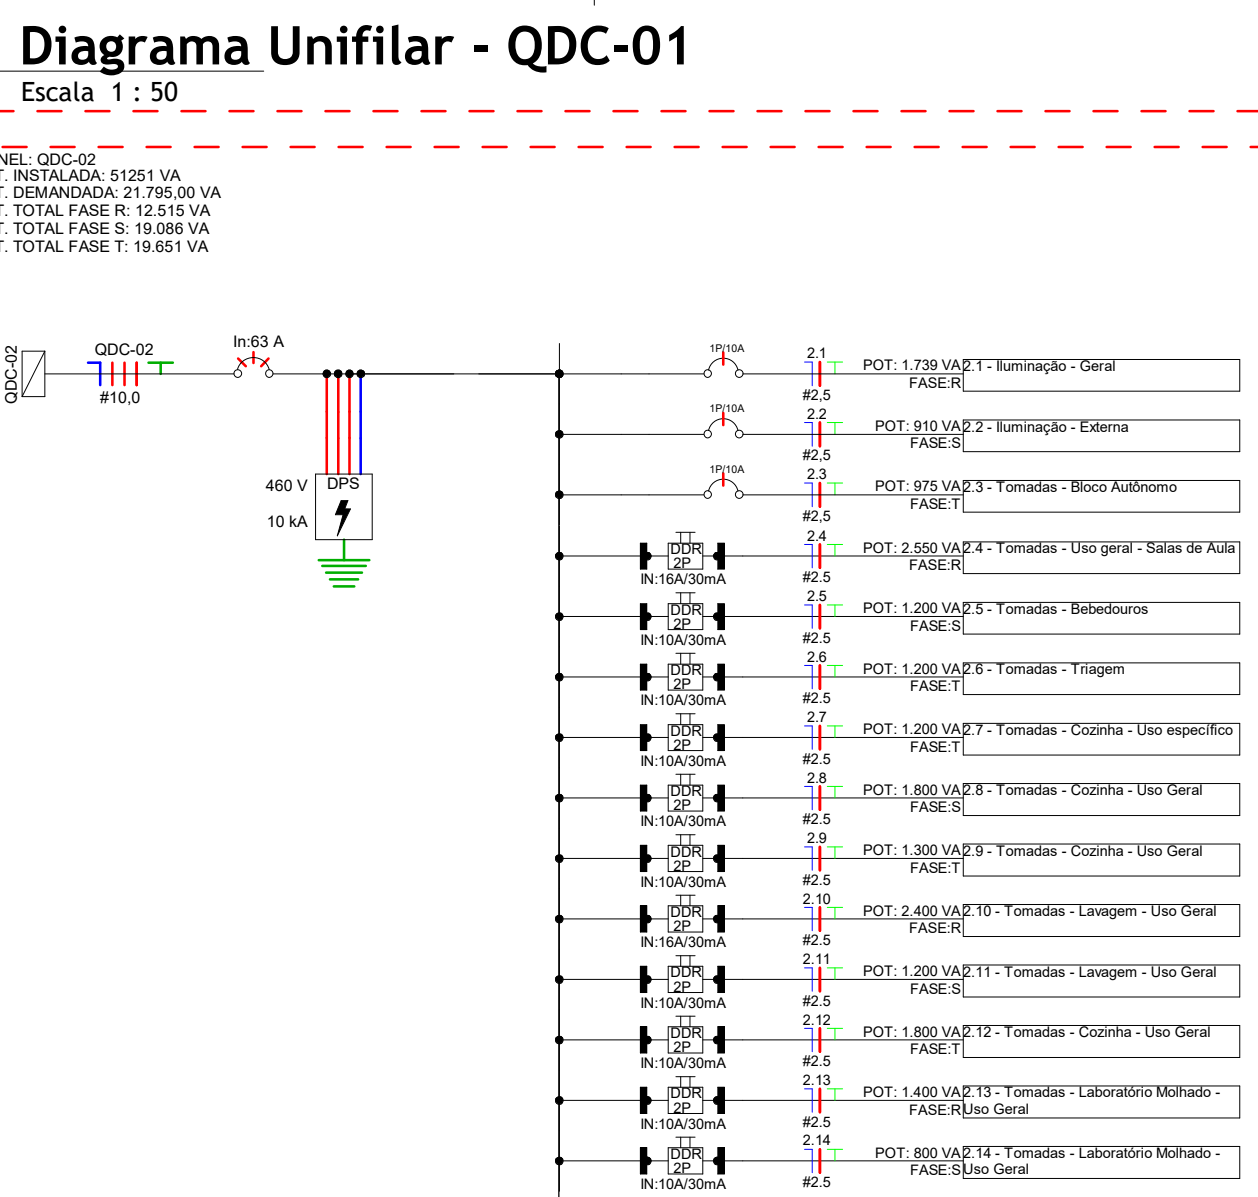 Diagrama Unifilar - QDC-01
Escala 1 : 50
NEL: QDC-02
T. INSTALADA: 51251 VA
T. DEMANDADA: 21.795,00 VA
T. TOTAL FASE R: 12.515 VA
T. TOTAL FASE S: 19.086 VA
T. TOTAL FASE T: 19.651 VA
QDC-02
QDC-02
#10,0
In:63 A
460 V
10 kA
DPS
1P/10A
2.1
#2,5
POT: 1.739 VA
FASE:R
2.1 - Iluminação - Geral
1P/10A
2.2
#2,5
POT: 910 VA
FASE:S
2.2 - Iluminação - Externa
1P/10A
2.3
#2,5
POT: 975 VA
FASE:T
2.3 - Tomadas - Bloco Autônomo
DDR
2P
IN:16A/30mA
2.4
#2.5
POT: 2.550 VA
FASE:R
2.4 - Tomadas - Uso geral - Salas de Aula
DDR
2P
IN:10A/30mA
2.5
#2.5
POT: 1.200 VA
FASE:S
2.5 - Tomadas - Bebedouros
DDR
2P
IN:10A/30mA
2.6
#2.5
POT: 1.200 VA
FASE:T
2.6 - Tomadas - Triagem
DDR
2P
IN:10A/30mA
2.7
#2.5
POT: 1.200 VA
FASE:T
2.7 - Tomadas - Cozinha - Uso específico
DDR
2P
IN:10A/30mA
2.8
#2.5
POT: 1.800 VA
FASE:S
2.8 - Tomadas - Cozinha - Uso Geral
DDR
2P
IN:10A/30mA
2.9
#2.5
POT: 1.300 VA
FASE:T
2.9 - Tomadas - Cozinha - Uso Geral
DDR
2P
IN:16A/30mA
2.10
#2.5
POT: 2.400 VA
FASE:R
2.10 - Tomadas - Lavagem - Uso Geral
DDR
2P
IN:10A/30mA
2.11
#2.5
POT: 1.200 VA
FASE:S
2.11 - Tomadas - Lavagem - Uso Geral
DDR
2P
IN:10A/30mA
2.12
#2.5
POT: 1.800 VA
FASE:T
2.12 - Tomadas - Cozinha - Uso Geral
DDR
2P
IN:10A/30mA
2.13
#2.5
POT: 1.400 VA
FASE:R
2.13 - Tomadas - Laboratório Molhado -
Uso Geral
DDR
2P
IN:10A/30mA
2.14
#2.5
POT: 800 VA
FASE:S
2.14 - Tomadas - Laboratório Molhado -
Uso Geral